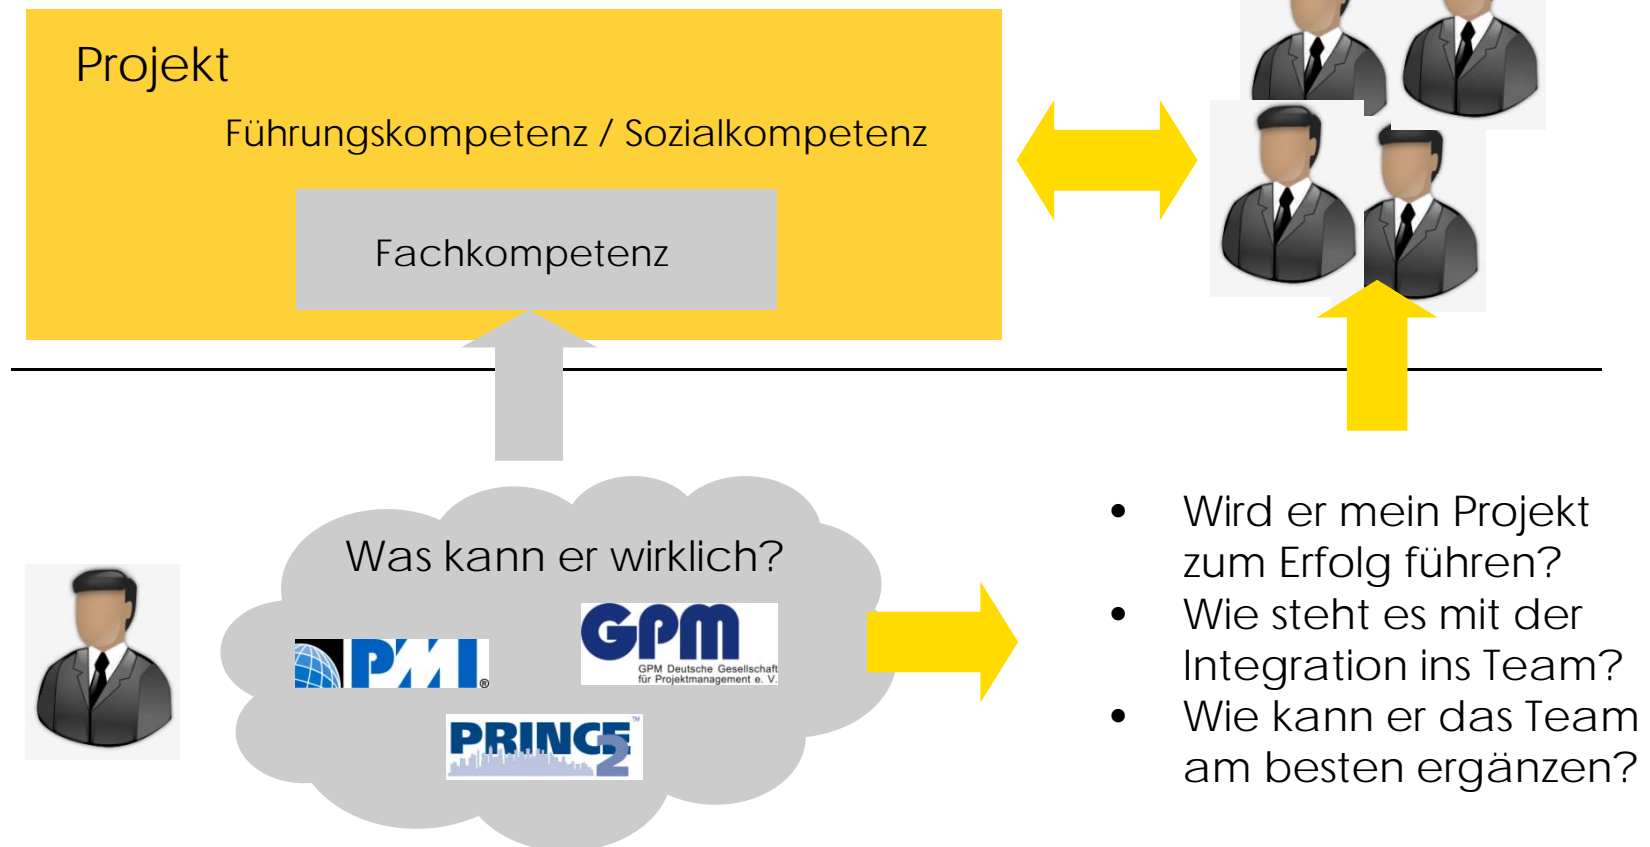 Projekt
Führungskompetenz / Sozialkompetenz
Fachkompetenz
Was kann er wirklich?
PMI®
GPM
GPM Deutsche Gesellschaft
für Projektmanagement e. V.
PRINCE2™
• Wird er mein Projekt
zum Erfolg führen?
• Wie steht es mit der
Integration ins Team?
• Wie kann er das Team
am besten ergänzen?